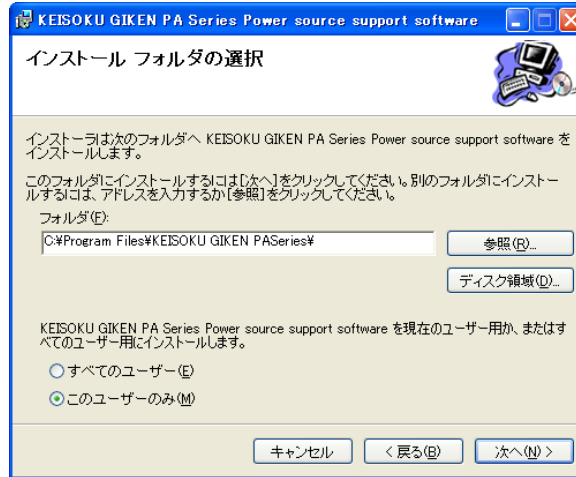 KEISOKU GIKEN PA Series Power source support software
インストール フォルダの選択
インストーラは次のフォルダへ KEISOKU GIKEN PA Series Power source support software を
インストールします。
このフォルダにインストールするには[次へ]をクリックしてください。別のフォルダにインストー
ルするには、アドレスを入力するか[参照]をクリックしてください。
フォルダ(F):
C:¥Program Files¥KEISOKU GIKEN PASeries¥
参照(R)...
ディスク領域(D)...
KEISOKU GIKEN PA Series Power source support software を現在のユーザー用か、またはす
べてのユーザー用にインストールします。
すべてのユーザー(E)
このユーザーのみ(M)
キャンセル
< 戻る(B)
次へ(N) >